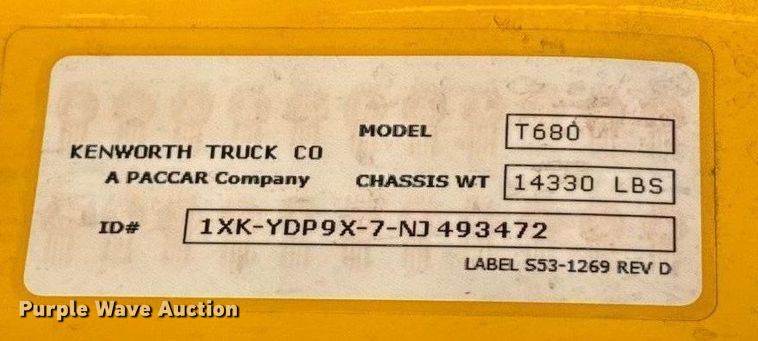 MODEL T680
KENWORTH TRUCK CO
A PACCAR Company CHASSIS WT 14330 LBS
ID# 1XK-YDP9X-7-NJ493472
LABEL S53-1269 REV D
Purple Wave Auction